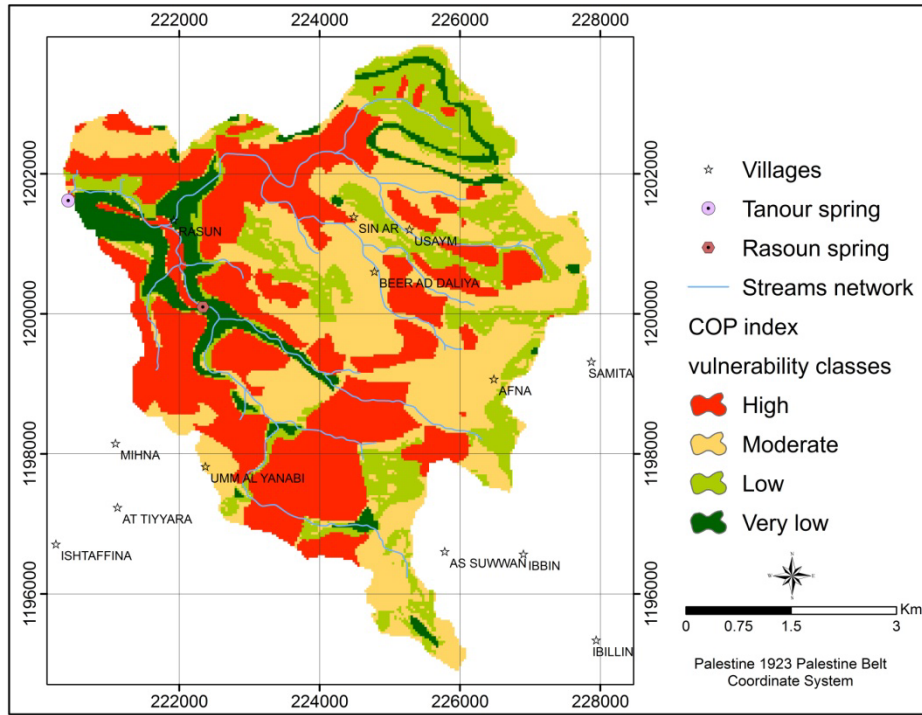 222000 224000 226000 228000
1202000
1202000
RASUN
SIN AR
USAYM
BEER AD DALIYA
1200000
1200000
SAMITA
AFNA
1198000
1198000
MIHNA
UMM AL YANABI
AT TIYYARA
ISHTAFFINA
AS SUWWAN
IBBIN
1196000
1196000
IBILLIN
222000 224000 226000 228000
Villages
Tanour spring
Rasoun spring
Streams network
COP index
vulnerability classes
High
Moderate
Low
Very low
N
W
E
S
Km
0 0.75 1.5 3
Palestine 1923 Palestine Belt
Coordinate System